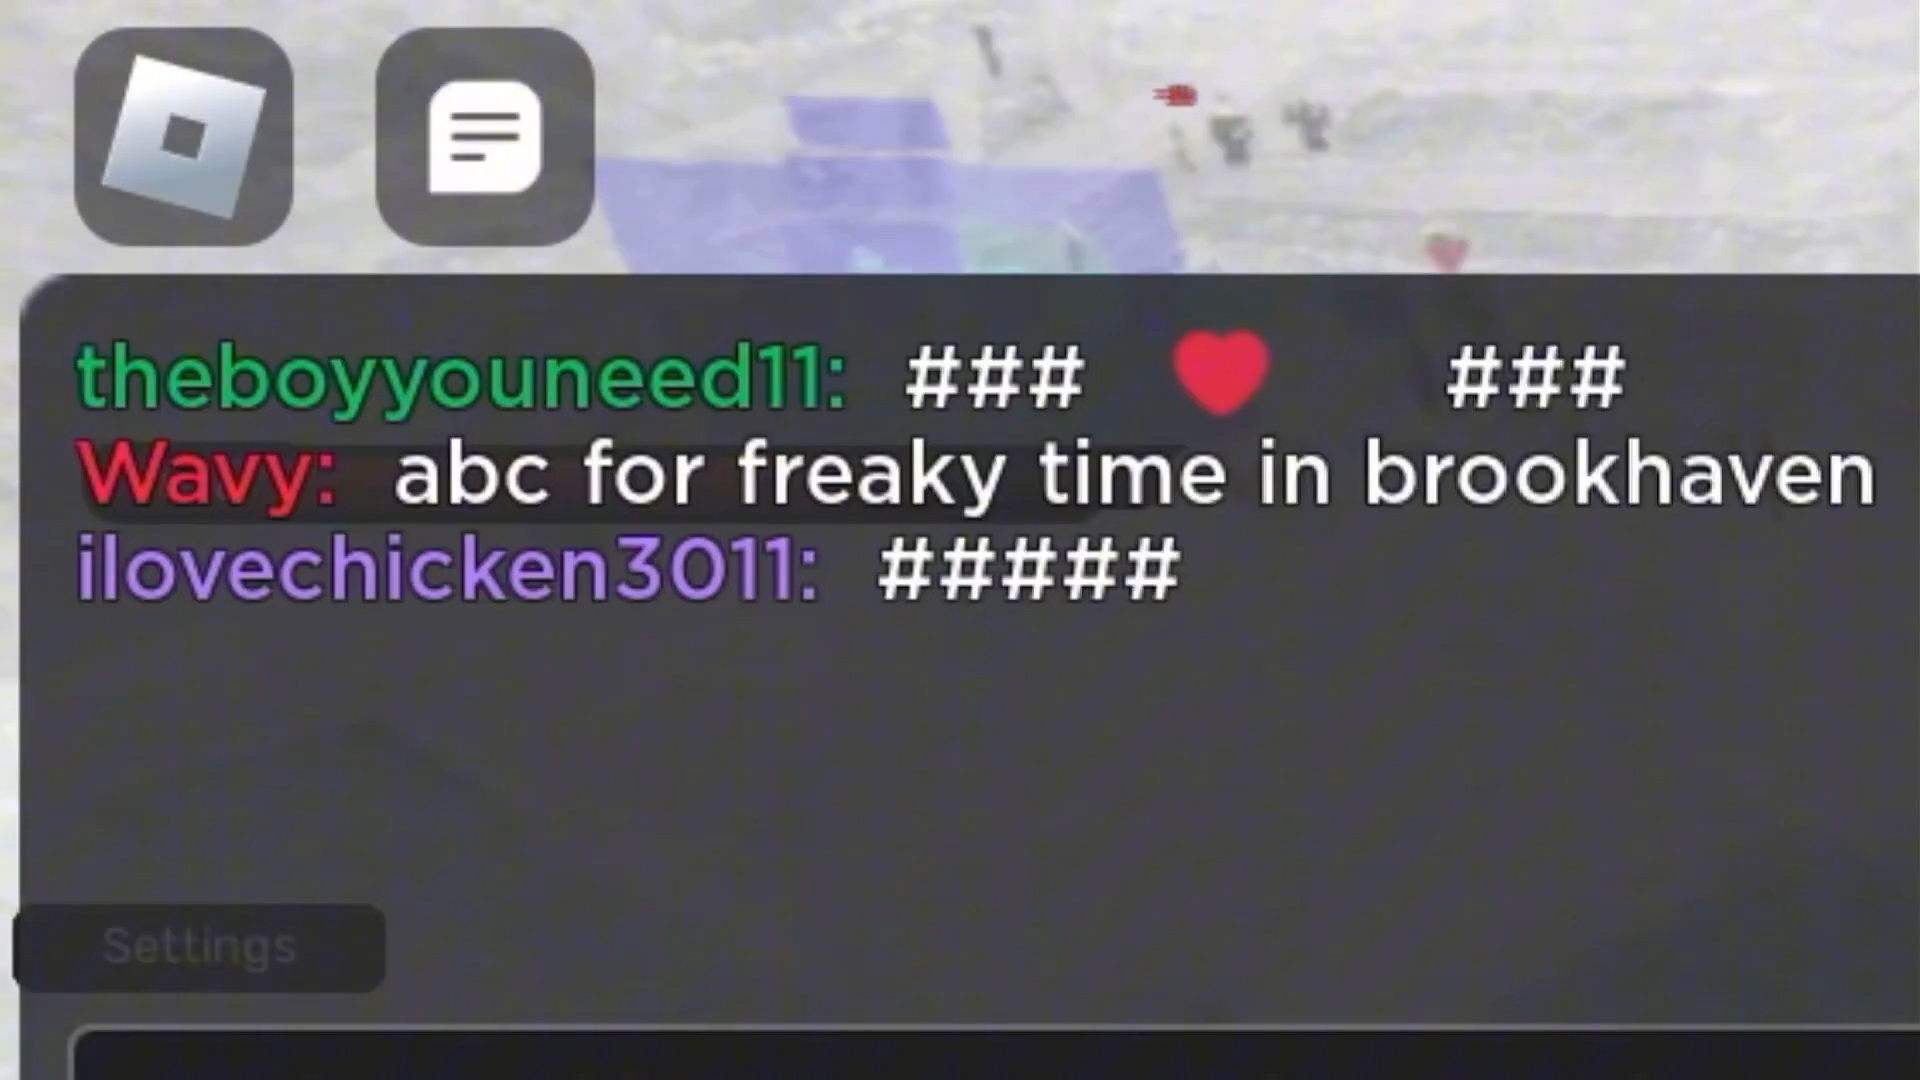 theboyyouneed11: ### ❤️ ###
Wavy: abc for freaky time in brookhaven
ilovechicken3011: #####
Settings